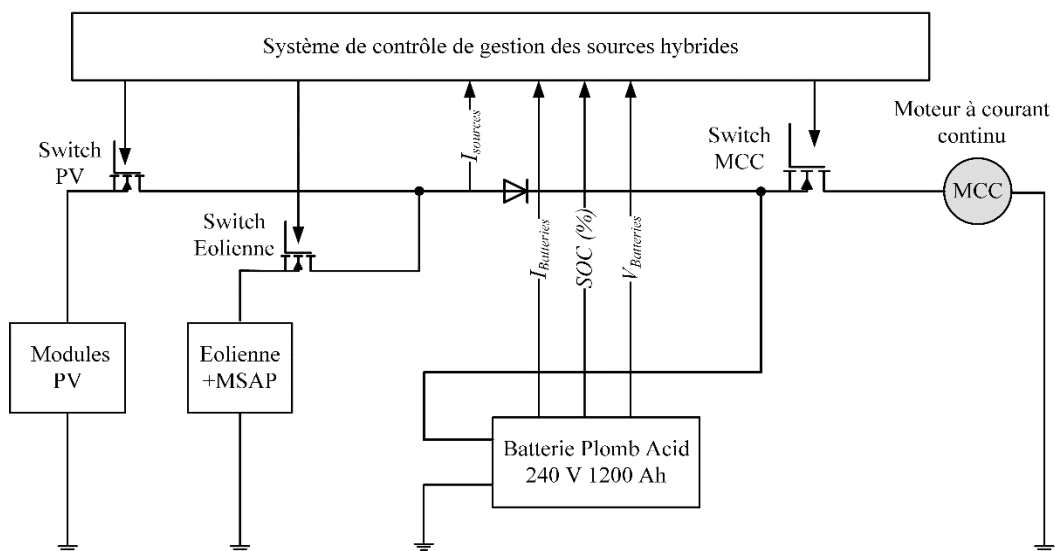 Système de contrôle de gestion des sources hybrides
Switch
PV
Switch
Eolienne
I_sources
I_Batteries
SOC (%)
V_Batteries
Switch
MCC
Moteur à courant
continu
MCC
Modules
PV
Eolienne
+MSAP
Batterie Plomb Acid
240 V 1200 Ah